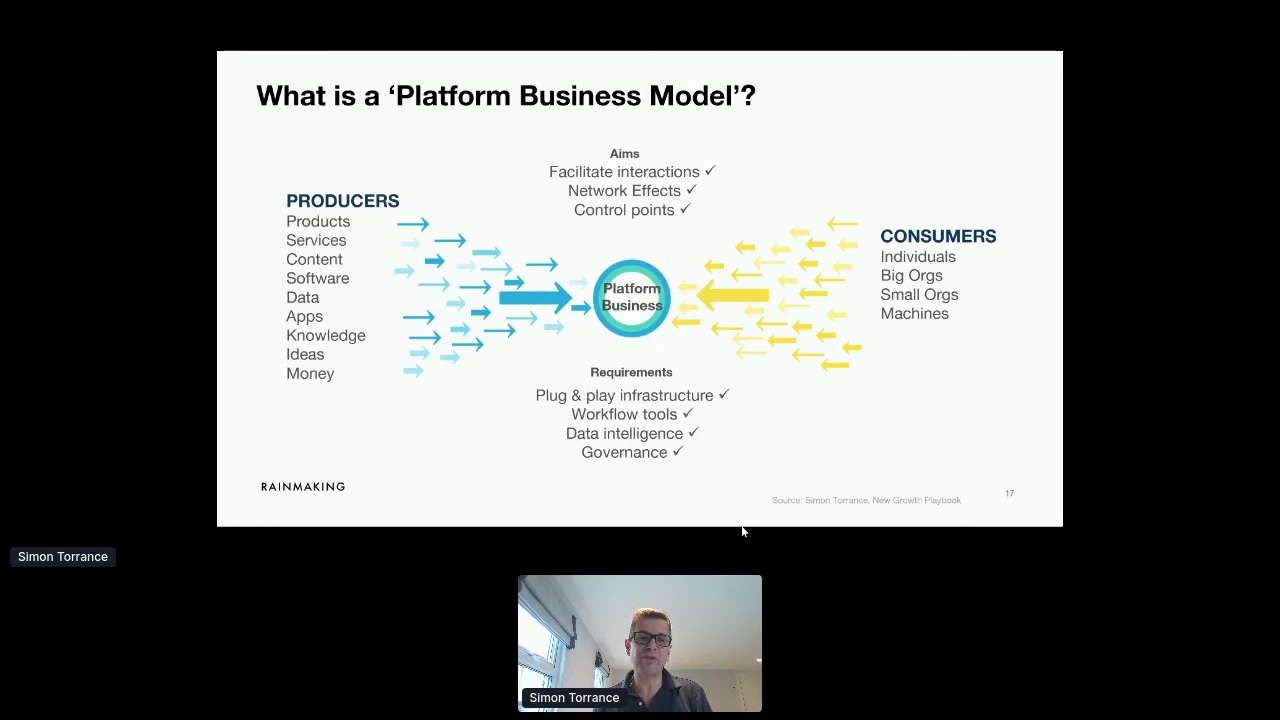 What is a ‘Platform Business Model’?
Aims
Facilitate interactions ✓
Network Effects ✓
Control points ✓
PRODUCERS
Products
Services
Content
Software
Data
Apps
Knowledge
Ideas
Money
Platform
Business
CONSUMERS
Individuals
Big Orgs
Small Orgs
Machines
Requirements
Plug & play infrastructure ✓
Workflow tools ✓
Data intelligence ✓
Governance ✓
RAINMAKING
Source: Simon Torrance, New Growth Playbook
17
Simon Torrance
Simon Torrance